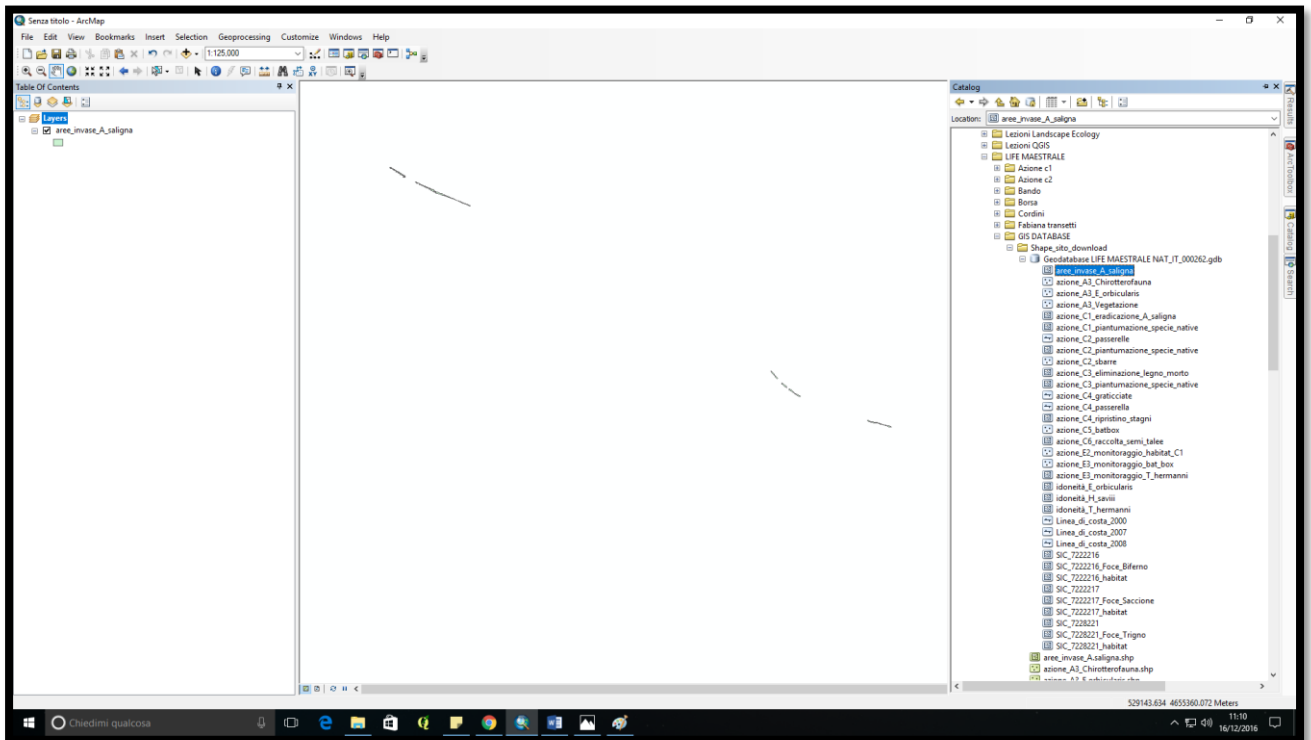 Senza titolo - ArcMap
File Edit View Bookmarks Insert Selection Geoprocessing Customize Windows Help
1:125,000
Table Of Contents
Layers
aree_invase_A_saligna
Catalog
Location: aree_invase_A_saligna
Lezioni Landscape Ecology
Lezioni QGIS
LIFE MAESTRALE
Azione c1
Azione c2
Bando
Borsa
Cordini
Fabiana transetti
GIS DATABASE
Shape_sito_download
Geodatabase LIFE MAESTRALE NAT_IT_000262.gdb
aree_invase_A_saligna
azione_A3_Chirotterofauna
azione_A3_E_orbicularis
azione_A3_Vegetazione
azione_C1_eradicazione_A_saligna
azione_C1_piantumazione_specie_native
azione_C2_passerelle
azione_C2_piantumazione_specie_native
azione_C2_sbarre
azione_C3_eliminazione_legno_morto
azione_C3_piantumazione_specie_native
azione_C4_graticciate
azione_C4_passerella
azione_C4_ripristino_stagni
azione_C5_batbox
azione_C6_raccolta_semi_talee
azione_E2_monitoraggio_habitat_C1
azione_E3_monitoraggio_bat_box
azione_E3_monitoraggio_T_hermanni
idoneità_E_orbicularis
idoneità_H_savii
idoneità_T_hermanni
Linea_di_costa_2000
Linea_di_costa_2007
Linea_di_costa_2008
SIC_7222216
SIC_7222216_Foce_Biferno
SIC_7222216_habitat
SIC_7222217
SIC_7222217_Foce_Saccione
SIC_7222217_habitat
SIC_7228221
SIC_7228221_Foce_Trigno
SIC_7228221_habitat
aree_invase_A.saligna.shp
azione_A3_Chirotterofauna.shp
Results
ArcToolbox
Catalog
Search
529143.634 4655360.072 Meters
Chiedimi qualcosa
11:10
16/12/2016